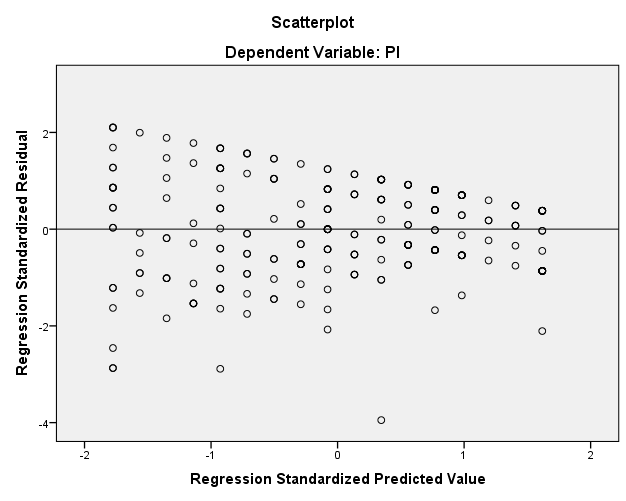 Scatterplot
Dependent Variable: PI
Regression Standardized Residual
2
0
-2
-4
-2
-1
0
1
2
Regression Standardized Predicted Value